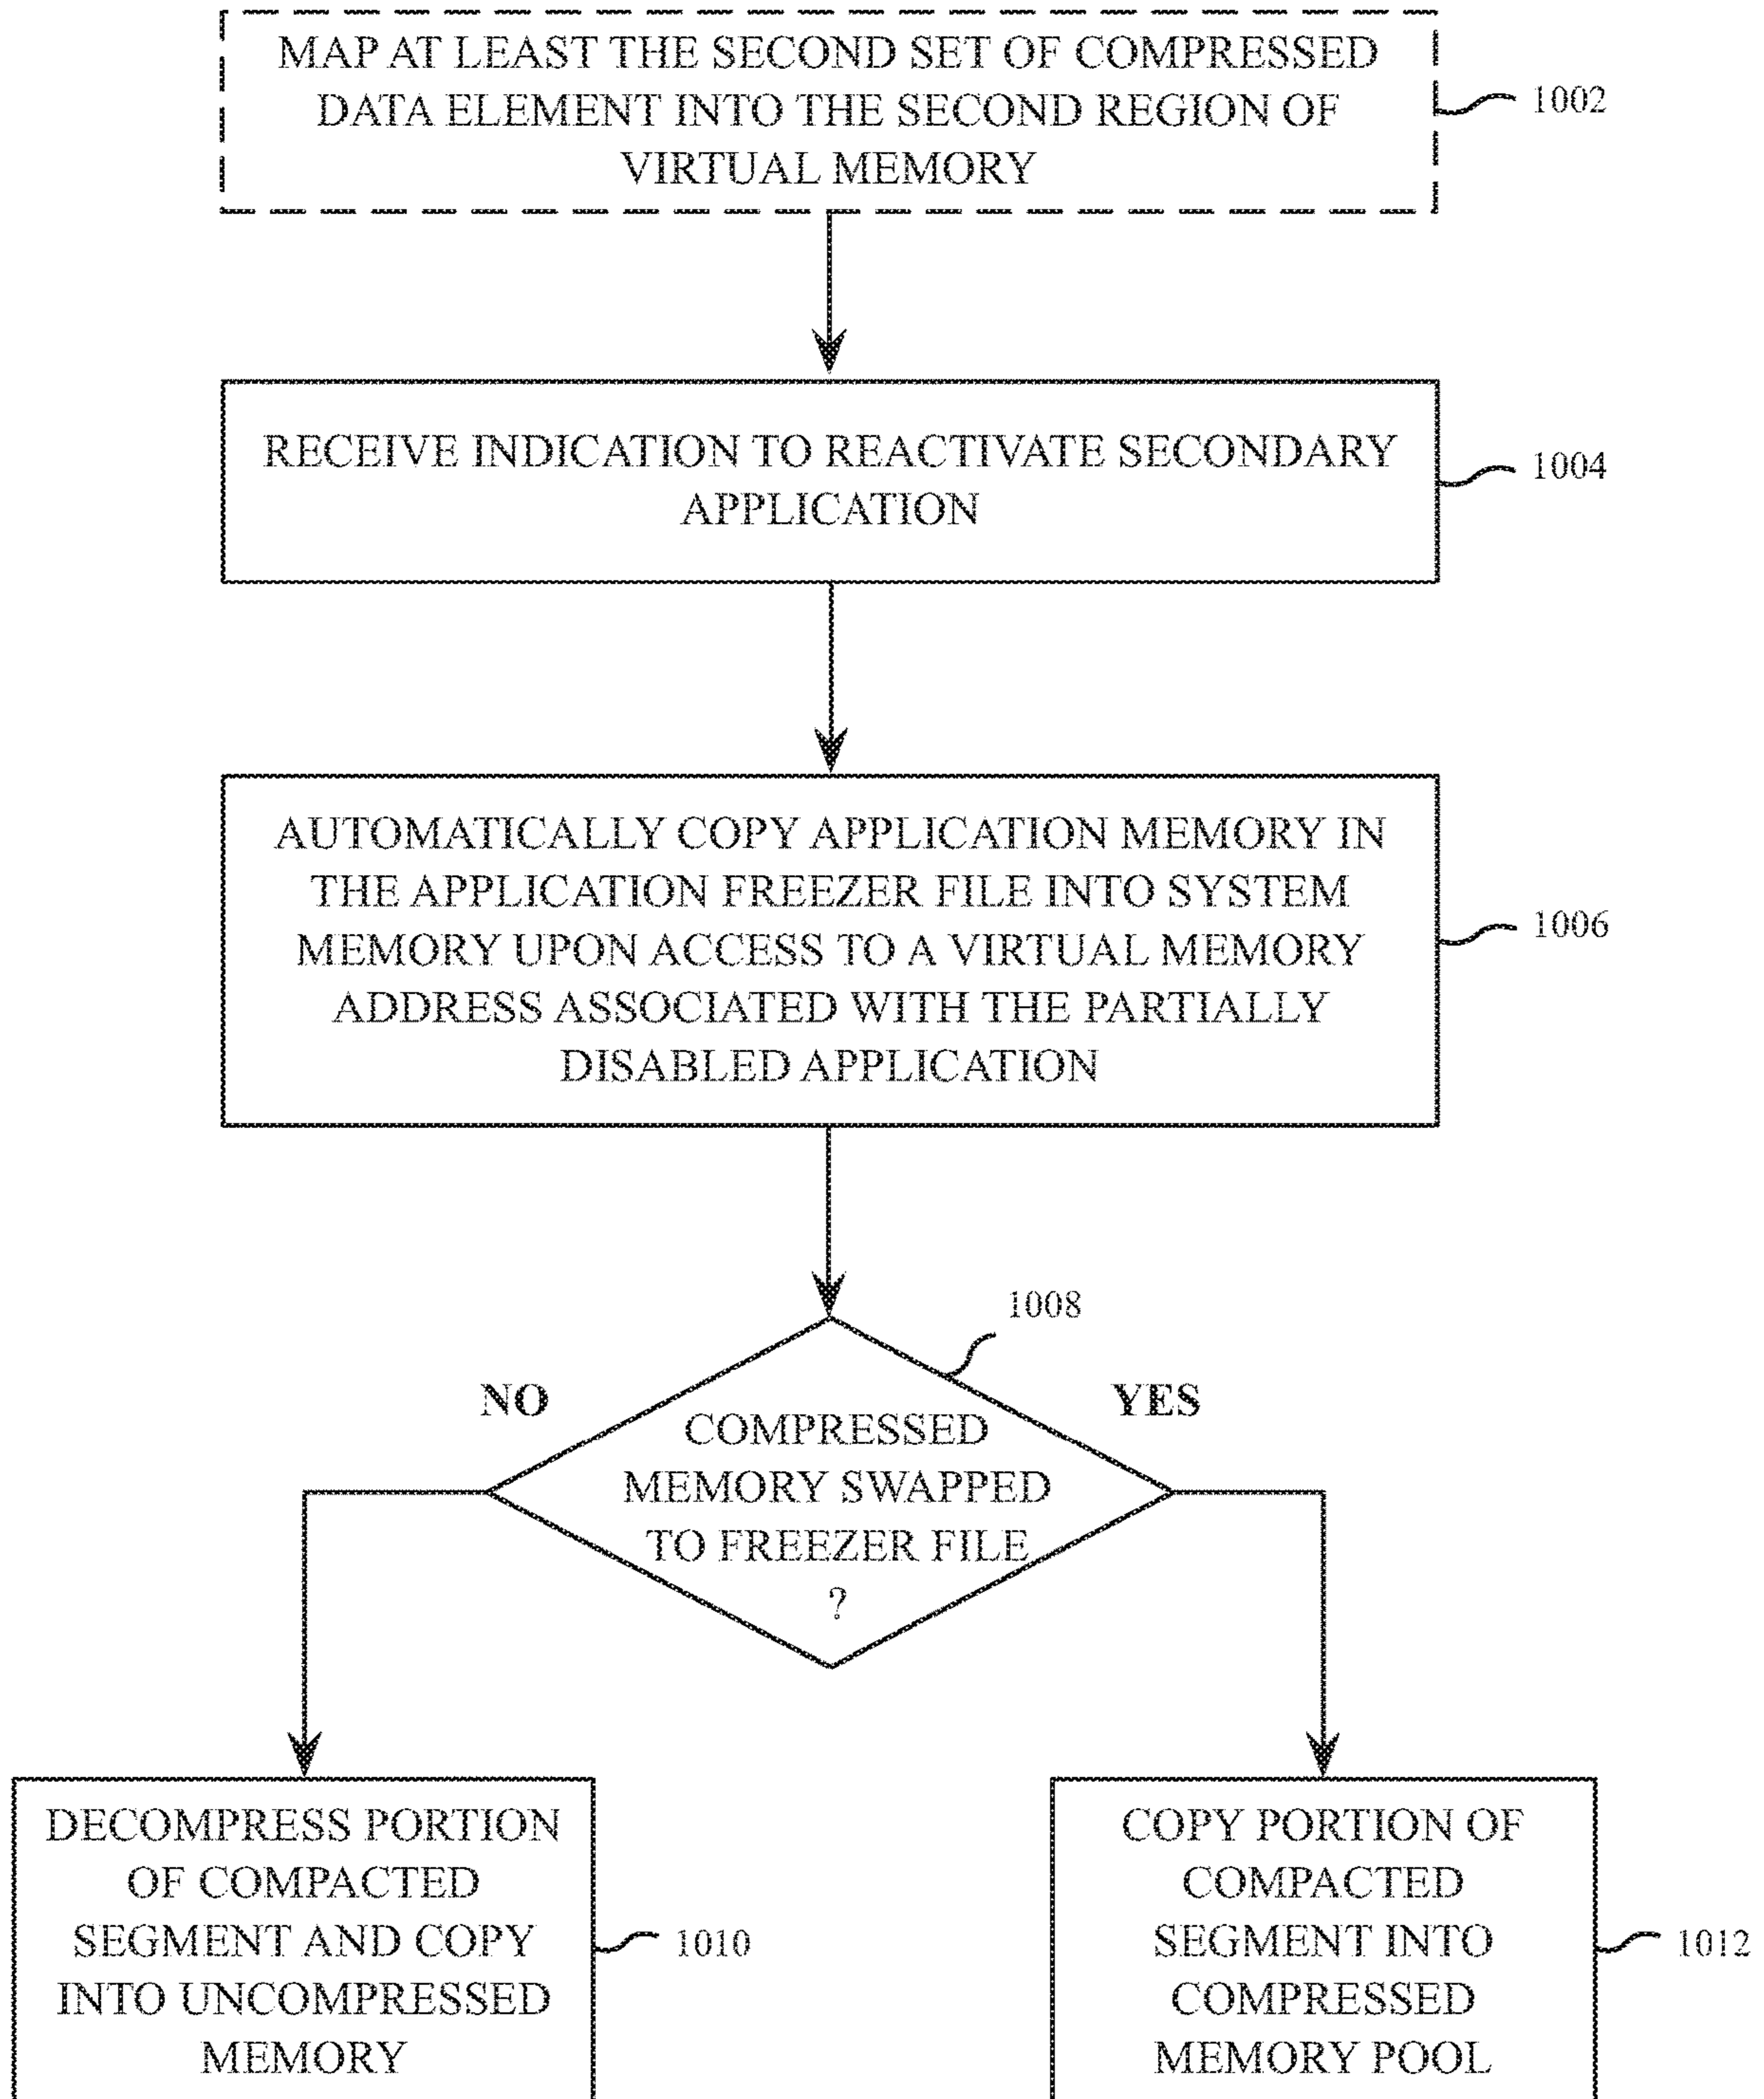 MAP AT LEAST THE SECOND SET OF COMPRESSED
DATA ELEMENT INTO THE SECOND REGION OF
VIRTUAL MEMORY
1002
RECEIVE INDICATION TO REACTIVATE SECONDARY
APPLICATION
1004
AUTOMATICALLY COPY APPLICATION MEMORY IN
THE APPLICATION FREEZER FILE INTO SYSTEM
MEMORY UPON ACCESS TO A VIRTUAL MEMORY
ADDRESS ASSOCIATED WITH THE PARTIALLY
DISABLED APPLICATION
1006
1008
NO
YES
COMPRESSED
MEMORY SWAPPED
TO FREEZER FILE
?
DECOMPRESS PORTION
OF COMPACTED
SEGMENT AND COPY
INTO UNCOMPRESSED
MEMORY
1010
COPY PORTION OF
COMPACTED
SEGMENT INTO
COMPRESSED
MEMORY POOL
1012